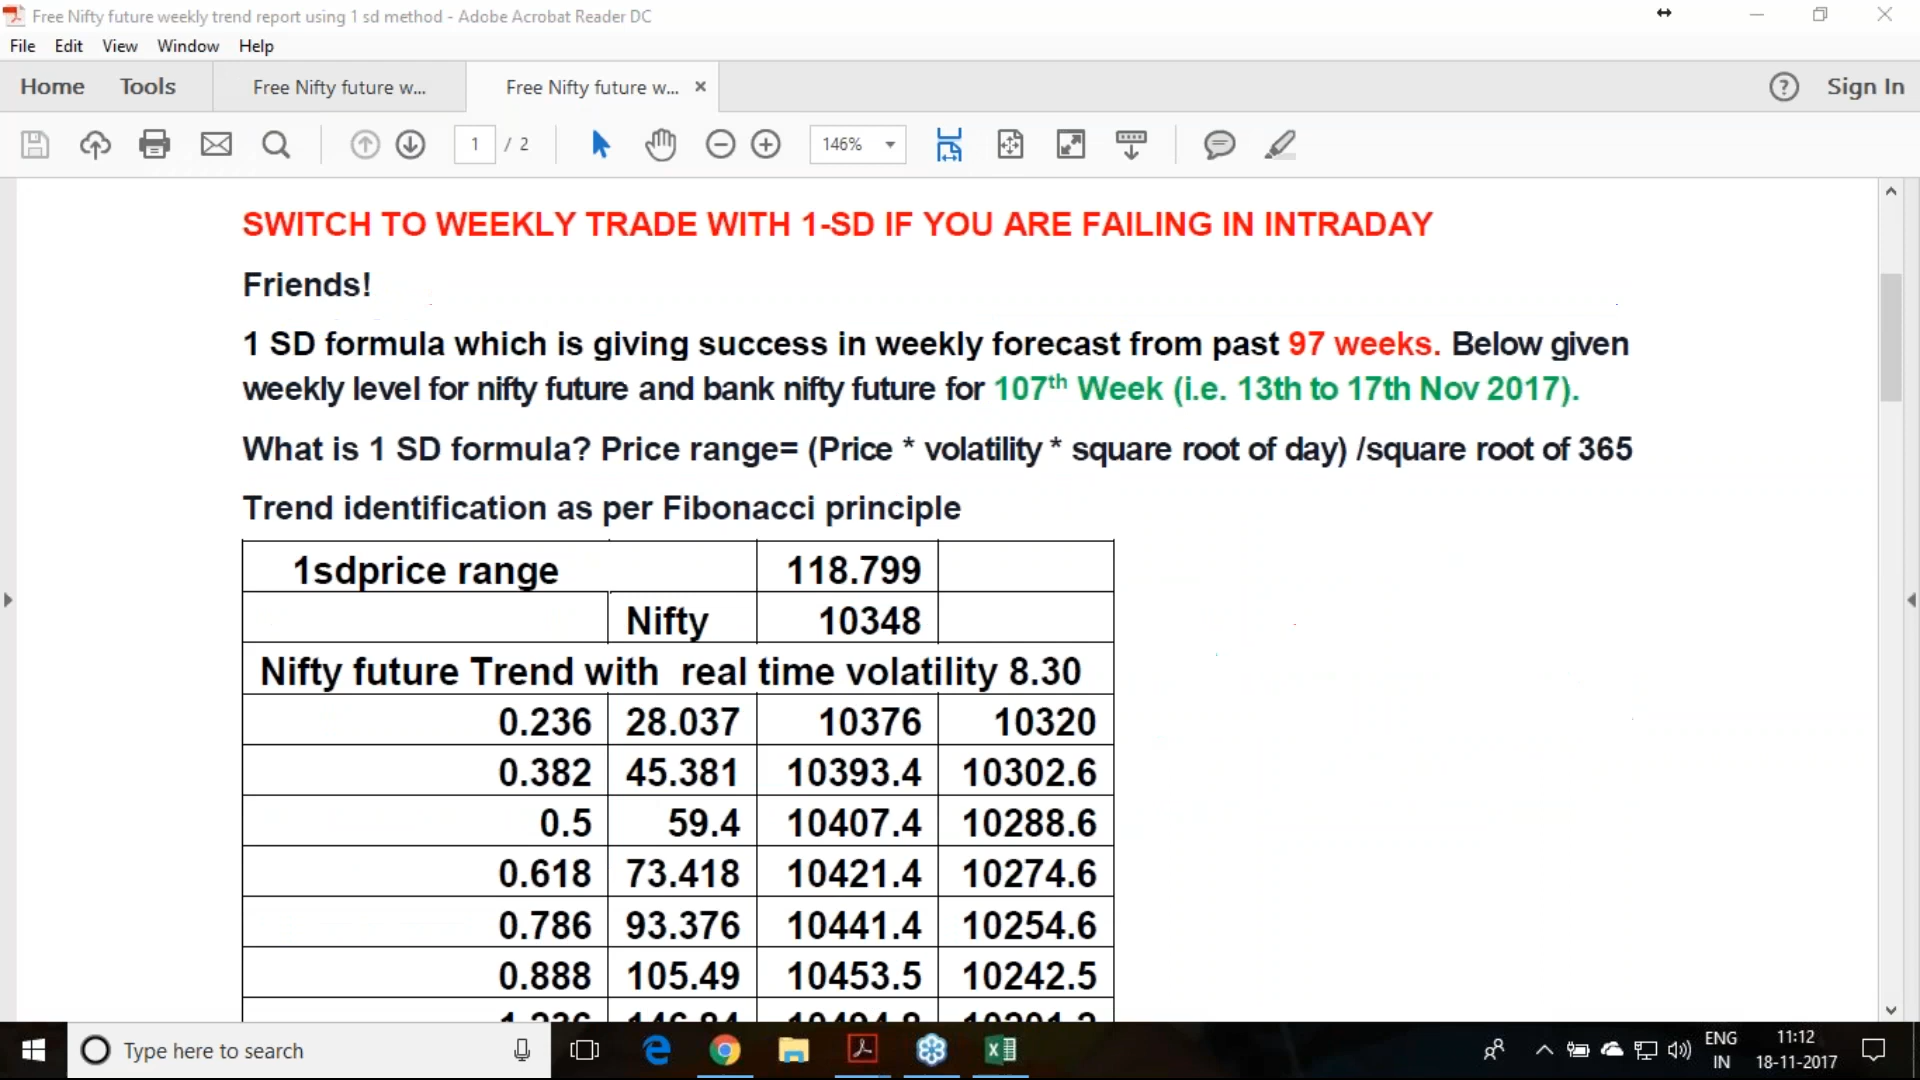 Free Nifty future weekly trend report using 1 sd method - Adobe Acrobat Reader DC
File Edit View Window Help
Home Tools Free Nifty future w... Free Nifty future w... Sign In
1 / 2 146%
SWITCH TO WEEKLY TRADE WITH 1-SD IF YOU ARE FAILING IN INTRADAY
Friends!
1 SD formula which is giving success in weekly forecast from past 97 weeks. Below given
weekly level for nifty future and bank nifty future for 107th Week (i.e. 13th to 17th Nov 2017).
What is 1 SD formula? Price range= (Price * volatility * square root of day) /square root of 365
Trend identification as per Fibonacci principle
1sdprice range 118.799
Nifty 10348
Nifty future Trend with real time volatility 8.30
0.236 28.037 10376 10320
0.382 45.381 10393.4 10302.6
0.5 59.4 10407.4 10288.6
0.618 73.418 10421.4 10274.6
0.786 93.376 10441.4 10254.6
0.888 105.49 10453.5 10242.5
Type here to search
ENG 11:12
IN 18-11-2017